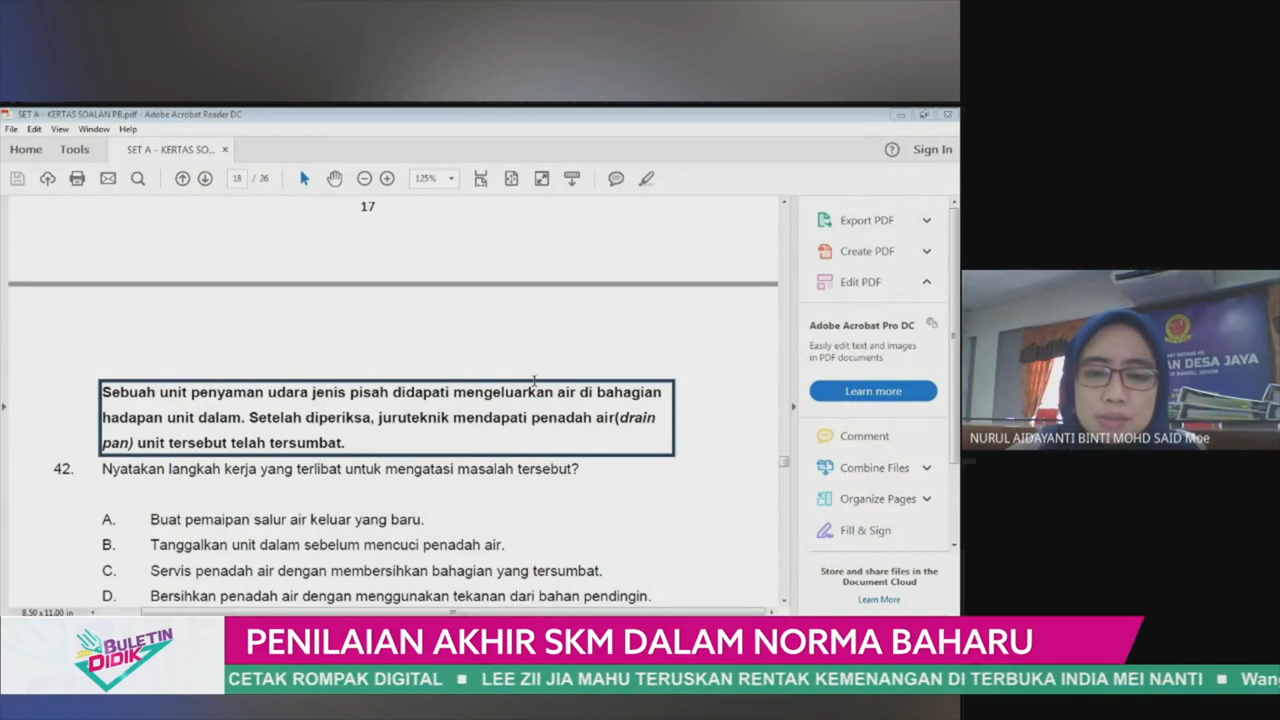 SET A - KERTAS SOALAN PB.pdf - Adobe Acrobat Reader DC
File Edit View Window Help
Home Tools SET A - KERTAS SO... × Sign In
18 / 26 125%
17
Sebuah unit penyaman udara jenis pisah didapati mengeluarkan air di bahagian
hadapan unit dalam. Setelah diperiksa, juruteknik mendapati penadah air(drain
pan) unit tersebut telah tersumbat.
42. Nyatakan langkah kerja yang terlibat untuk mengatasi masalah tersebut?
A. Buat pemaipan salur air keluar yang baru.
B. Tanggalkan unit dalam sebelum mencuci penadah air.
C. Servis penadah air dengan membersihkan bahagian yang tersumbat.
D. Bersihkan penadah air dengan menggunakan tekanan dari bahan pendingin.
8.50 x 11.00 in
Export PDF
Create PDF
Edit PDF
Adobe Acrobat Pro DC
Easily edit text and images
in PDF documents
Learn more
Comment
Combine Files
Organize Pages
Fill & Sign
Store and share files in the
Document Cloud
Learn More
AN DESA JAYA
NURUL AIDAYANTI BINTI MOHD SAID Moe
BULETIN
DIDIK
PENILAIAN AKHIR SKM DALAM NORMA BAHARU
CETAK ROMPAK DIGITAL ■ LEE ZII JIA MAHU TERUSKAN RENTAK KEMENANGAN DI TERBUKA INDIA MEI NANTI ■ Wang